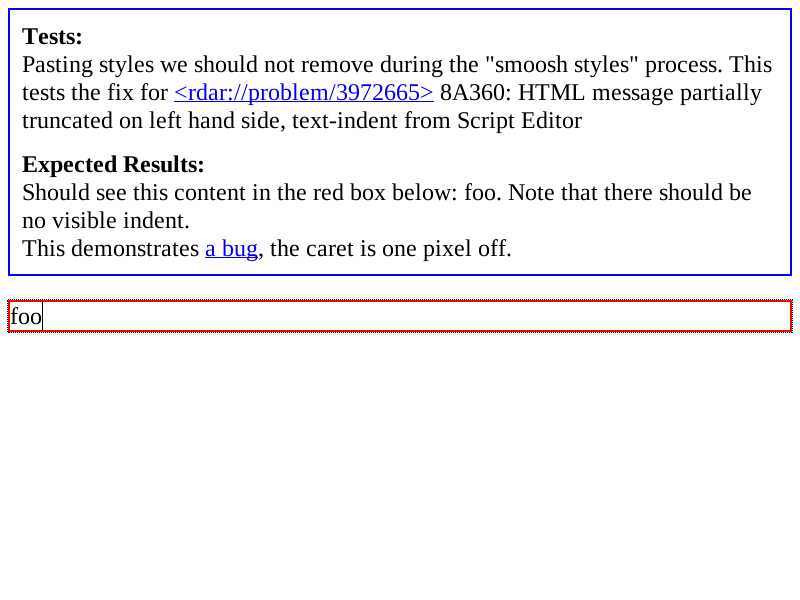 Tests:
Pasting styles we should not remove during the "smoosh styles" process. This
tests the fix for <rdar://problem/3972665> 8A360: HTML message partially
truncated on left hand side, text-indent from Script Editor
Expected Results:
Should see this content in the red box below: foo. Note that there should be
no visible indent.
This demonstrates a bug, the caret is one pixel off.
foo